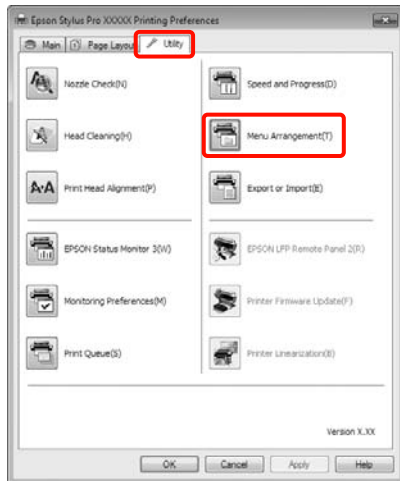 Epson Stylus Pro XXXXX Printing Preferences
Main
Page Layou
Utility
Nozzle Check(N)
Speed and Progress(D)
Head Cleaning(H)
Menu Arrangement(T)
A·A
Print Head Alignment(P)
Export or Import(E)
EPSON Status Monitor 3(W)
EPSON LFP Remote Panel 2(R)
Monitoring Preferences(M)
Printer Firmware Update(F)
Print Queue(S)
Printer Linearization(B)
Version X.XX
OK
Cancel
Apply
Help